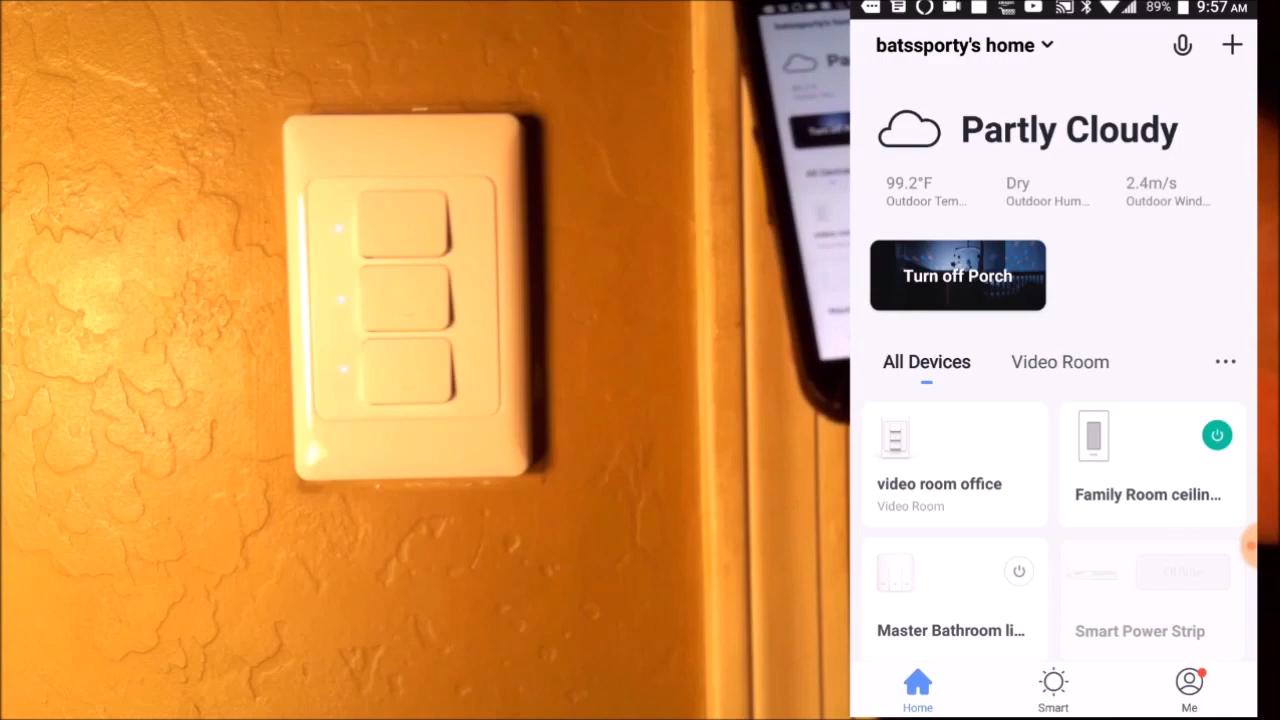 89% 9:57 AM
batssporty's home
Partly Cloudy
99.2°F Dry 2.4m/s
Outdoor Tem... Outdoor Hum... Outdoor Wind...
Turn off Porch
All Devices Video Room
video room office
Video Room
Family Room ceilin...
Master Bathroom li...
Offline
Smart Power Strip
Home Smart Me